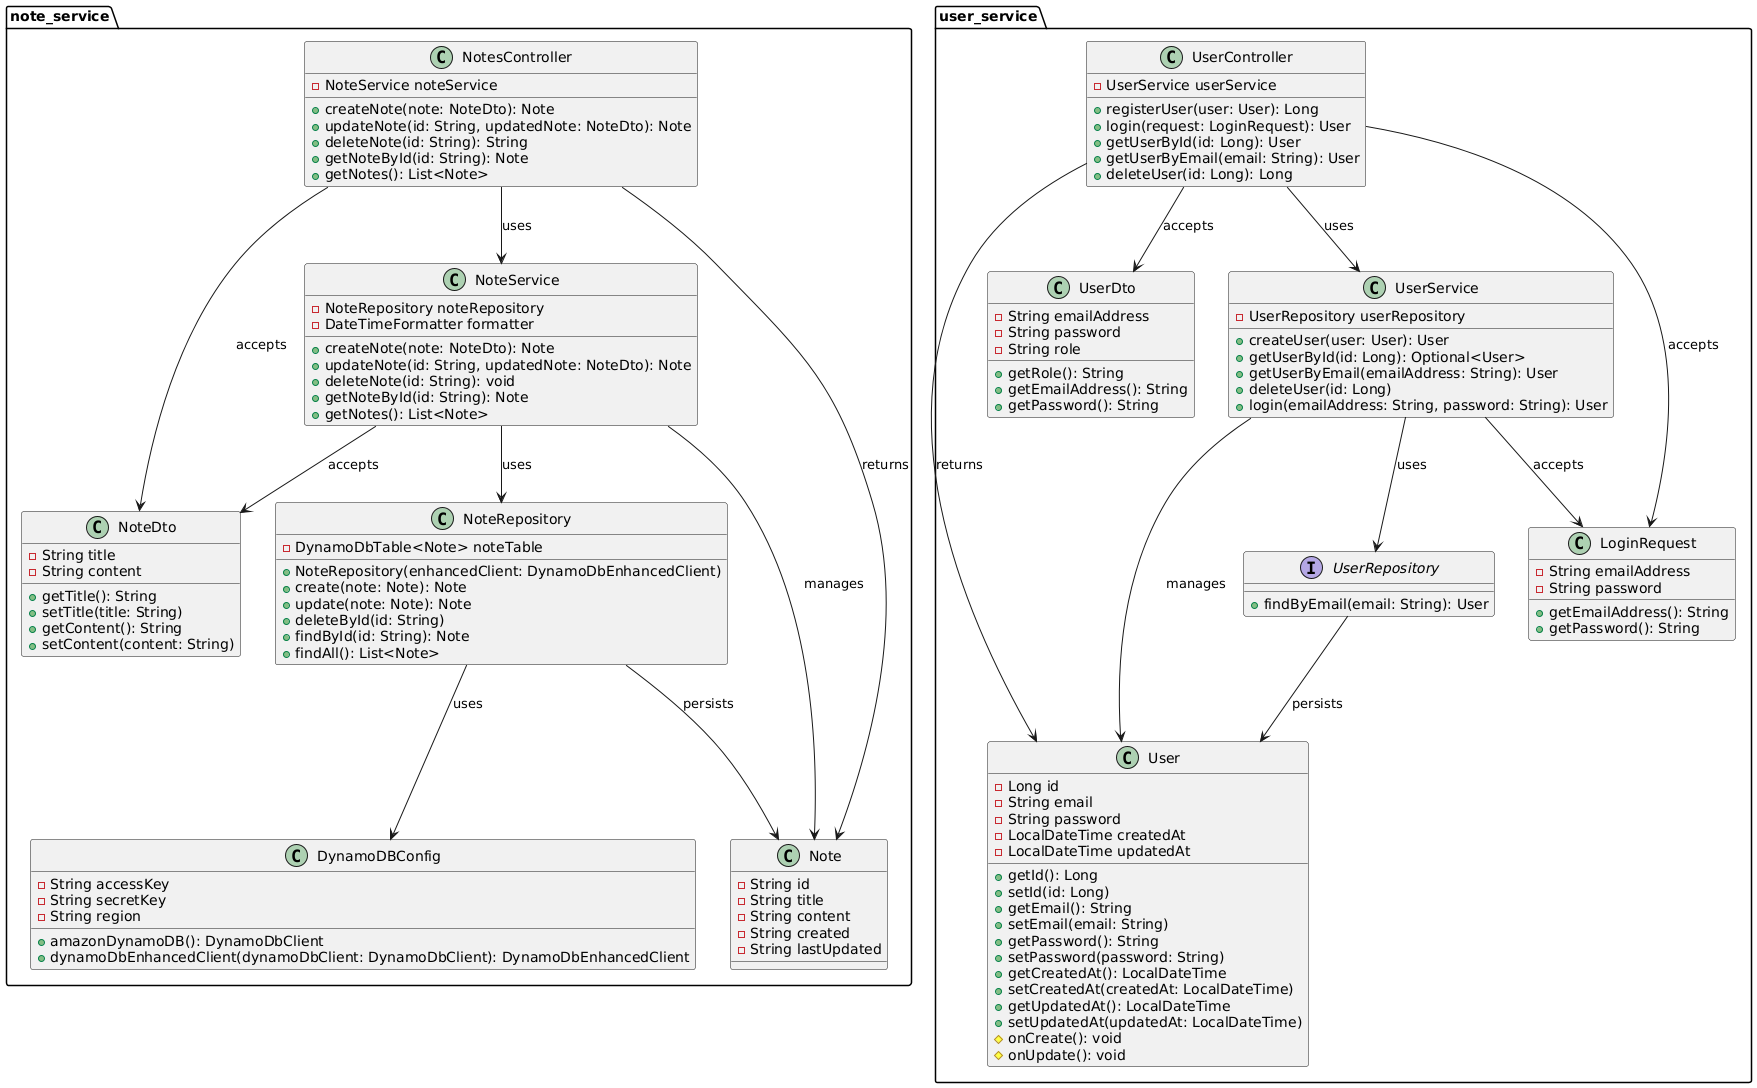 note_service
NotesController
NoteService noteService
createNote(note: NoteDto): Note
updateNote(id: String, updatedNote: NoteDto): Note
deleteNote(id: String): String
getNoteById(id: String): Note
getNotes(): List<Note>
uses
accepts
returns
NoteService
NoteRepository noteRepository
DateTimeFormatter formatter
createNote(note: NoteDto): Note
updateNote(id: String, updatedNote: NoteDto): Note
deleteNote(id: String): void
getNoteById(id: String): Note
getNotes(): List<Note>
accepts
uses
manages
NoteDto
String title
String content
getTitle(): String
setTitle(title: String)
getContent(): String
setContent(content: String)
NoteRepository
DynamoDbTable<Note> noteTable
NoteRepository(enhancedClient: DynamoDbEnhancedClient)
create(note: Note): Note
update(note: Note): Note
deleteById(id: String)
findById(id: String): Note
findAll(): List<Note>
uses
persists
DynamoDBConfig
String accessKey
String secretKey
String region
amazonDynamoDB(): DynamoDbClient
dynamoDbEnhancedClient(dynamoDbClient: DynamoDbClient): DynamoDbEnhancedClient
Note
String id
String title
String content
String created
String lastUpdated
user_service
UserController
UserService userService
registerUser(user: User): Long
login(request: LoginRequest): User
getUserById(id: Long): User
getUserByEmail(email: String): User
deleteUser(id: Long): Long
accepts
uses
accepts
returns
UserDto
String emailAddress
String password
String role
getRole(): String
getEmailAddress(): String
getPassword(): String
UserService
UserRepository userRepository
createUser(user: User): User
getUserById(id: Long): Optional<User>
getUserByEmail(emailAddress: String): User
deleteUser(id: Long)
login(emailAddress: String, password: String): User
manages
uses
accepts
UserRepository
findByEmail(email: String): User
persists
LoginRequest
String emailAddress
String password
getEmailAddress(): String
getPassword(): String
User
Long id
String email
String password
LocalDateTime createdAt
LocalDateTime updatedAt
getId(): Long
setId(id: Long)
getEmail(): String
setEmail(email: String)
getPassword(): String
setPassword(password: String)
getCreatedAt(): LocalDateTime
setCreatedAt(createdAt: LocalDateTime)
getUpdatedAt(): LocalDateTime
setUpdatedAt(updatedAt: LocalDateTime)
onCreate(): void
onUpdate(): void